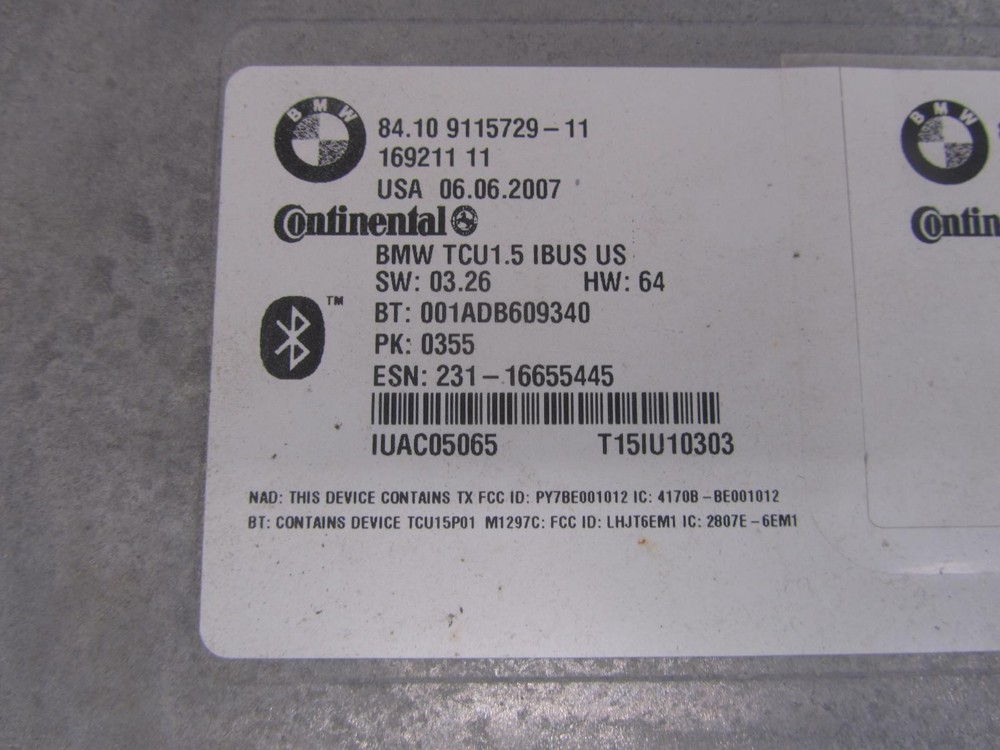 BMW
84.10 9115729-11
169211 11
USA 06.06.2007
Continental
BMW TCU1.5 IBUS US
SW: 03.26 HW: 64
TM
BT: 001ADB609340
PK: 0355
ESN: 231-16655445
IUAC05065 T15IU10303
NAD: THIS DEVICE CONTAINS TX FCC ID: PY7BE001012 IC: 4170B-BE001012
BT: CONTAINS DEVICE TCU15P01 M1297C: FCC ID: LHJT6EM1 IC: 2807E-6EM1
BMW
Contin